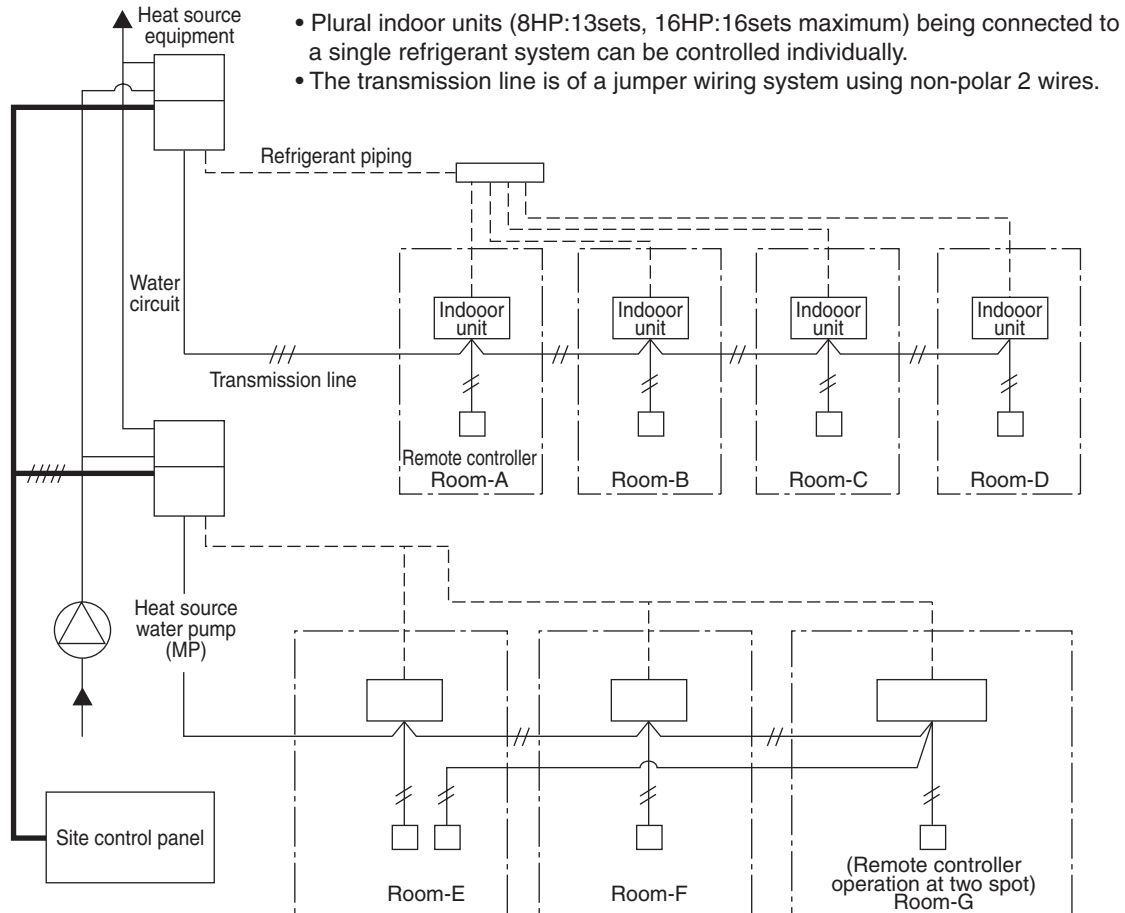 Heat source
equipment
• Plural indoor units (8HP:13sets, 16HP:16sets maximum) being connected to
a single refrigerant system can be controlled individually.
• The transmission line is of a jumper wiring system using non-polar 2 wires.
Refrigerant piping
Water
circuit
Indooor
unit
Indooor
unit
Indooor
unit
Indooor
unit
Transmission line
Remote controller
Room-A
Room-B
Room-C
Room-D
Heat source
water pump
(MP)
Site control panel
Room-E
Room-F
(Remote controller
operation at two spot)
Room-G